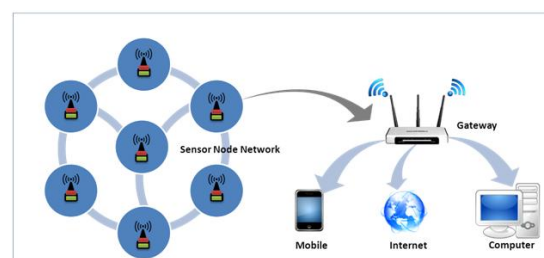 Sensor Node Network
Gateway
Mobile
Internet
Computer